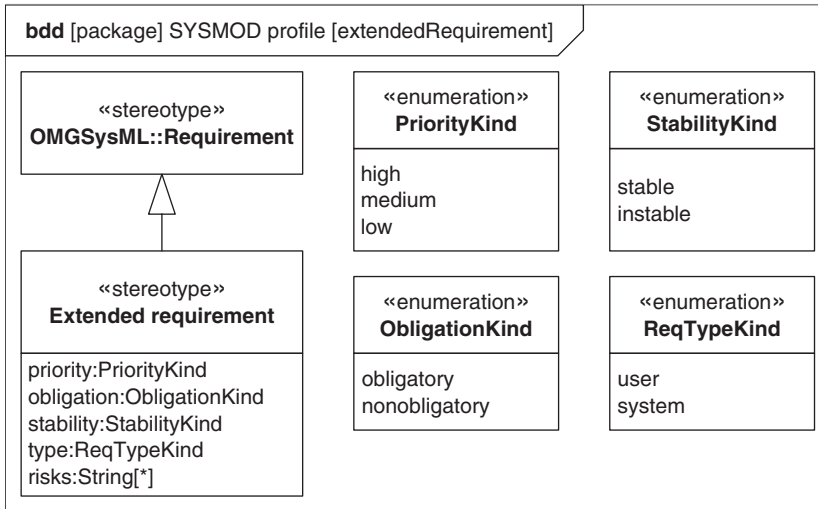 bdd [package] SYSMOD profile [extendedRequirement]
«stereotype»
OMGSysML::Requirement
«enumeration»
PriorityKind
high
medium
low
«enumeration»
StabilityKind
stable
instable
«stereotype»
Extended requirement
priority:PriorityKind
obligation:ObligationKind
stability:StabilityKind
type:ReqTypeKind
risks:String[*]
«enumeration»
ObligationKind
obligatory
nonobligatory
«enumeration»
ReqTypeKind
user
system